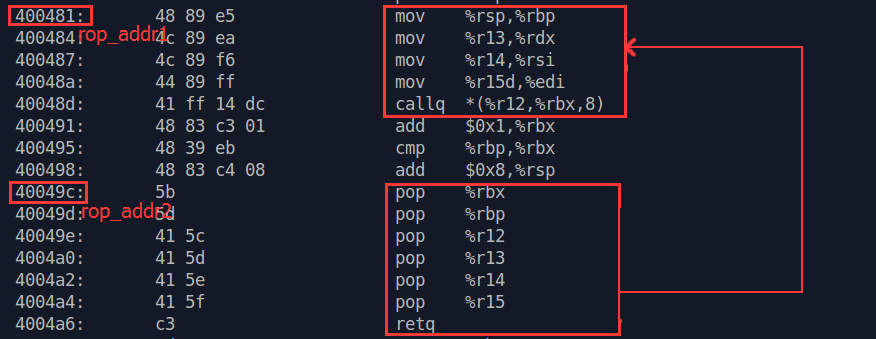 400481: 48 89 e5 mov %rsp,%rbp
rop_addr1
400484: 4c 89 ea mov %r13,%rdx
400487: 4c 89 f6 mov %r14,%rsi
40048a: 44 89 ff mov %r15d,%edi
40048d: 41 ff 14 dc callq *(%r12,%rbx,8)
400491: 48 83 c3 01 add $0x1,%rbx
400495: 48 39 eb cmp %rbp,%rbx
400498: 48 83 c4 08 add $0x8,%rsp
40049c: 5b pop %rbx
rop_addr2
40049d: 5d pop %rbp
40049e: 41 5c pop %r12
4004a0: 41 5d pop %r13
4004a2: 41 5e pop %r14
4004a4: 41 5f pop %r15
4004a6: c3 retq